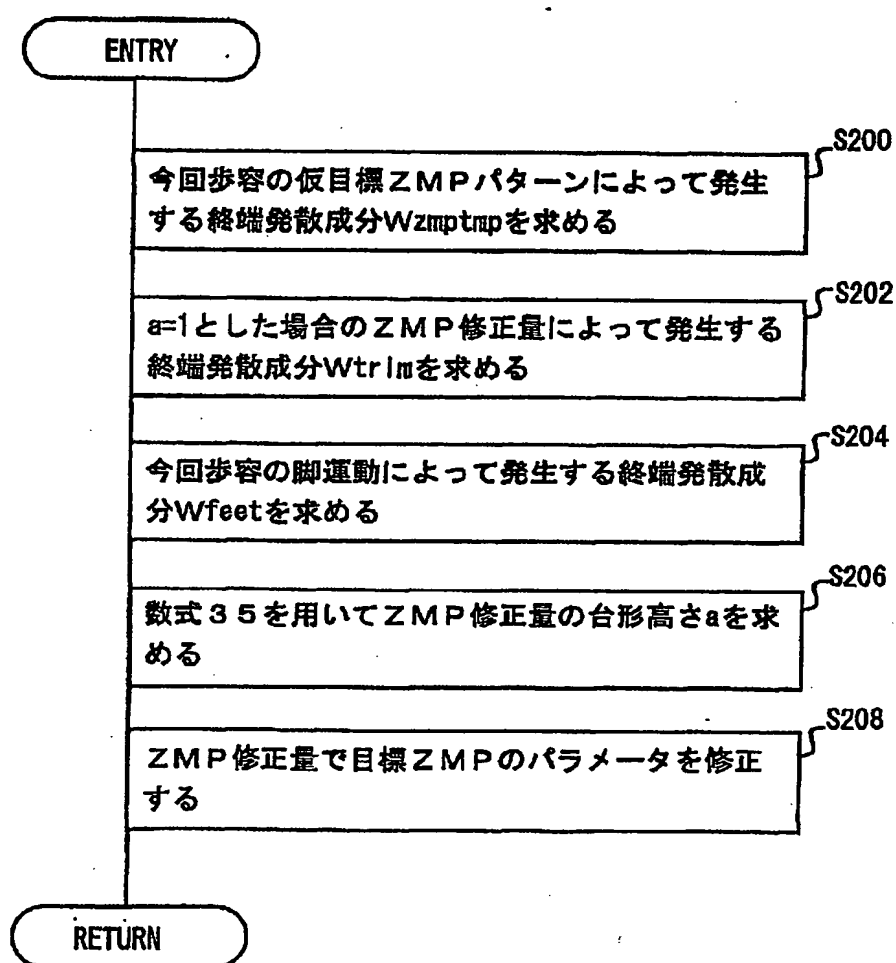 ENTRY
S200
今回歩容の仮目標ZMPパターンによって発生
する終端発散成分Wzmptmpを求める
S202
a=1とした場合のZMP修正量によって発生する
終端発散成分Wtrimを求める
S204
今回歩容の脚運動によって発生する終端発散成
分Wfeetを求める
S206
数式35を用いてZMP修正量の台形高さaを求
める
S208
ZMP修正量で目標ZMPのパラメータを修正
する
RETURN